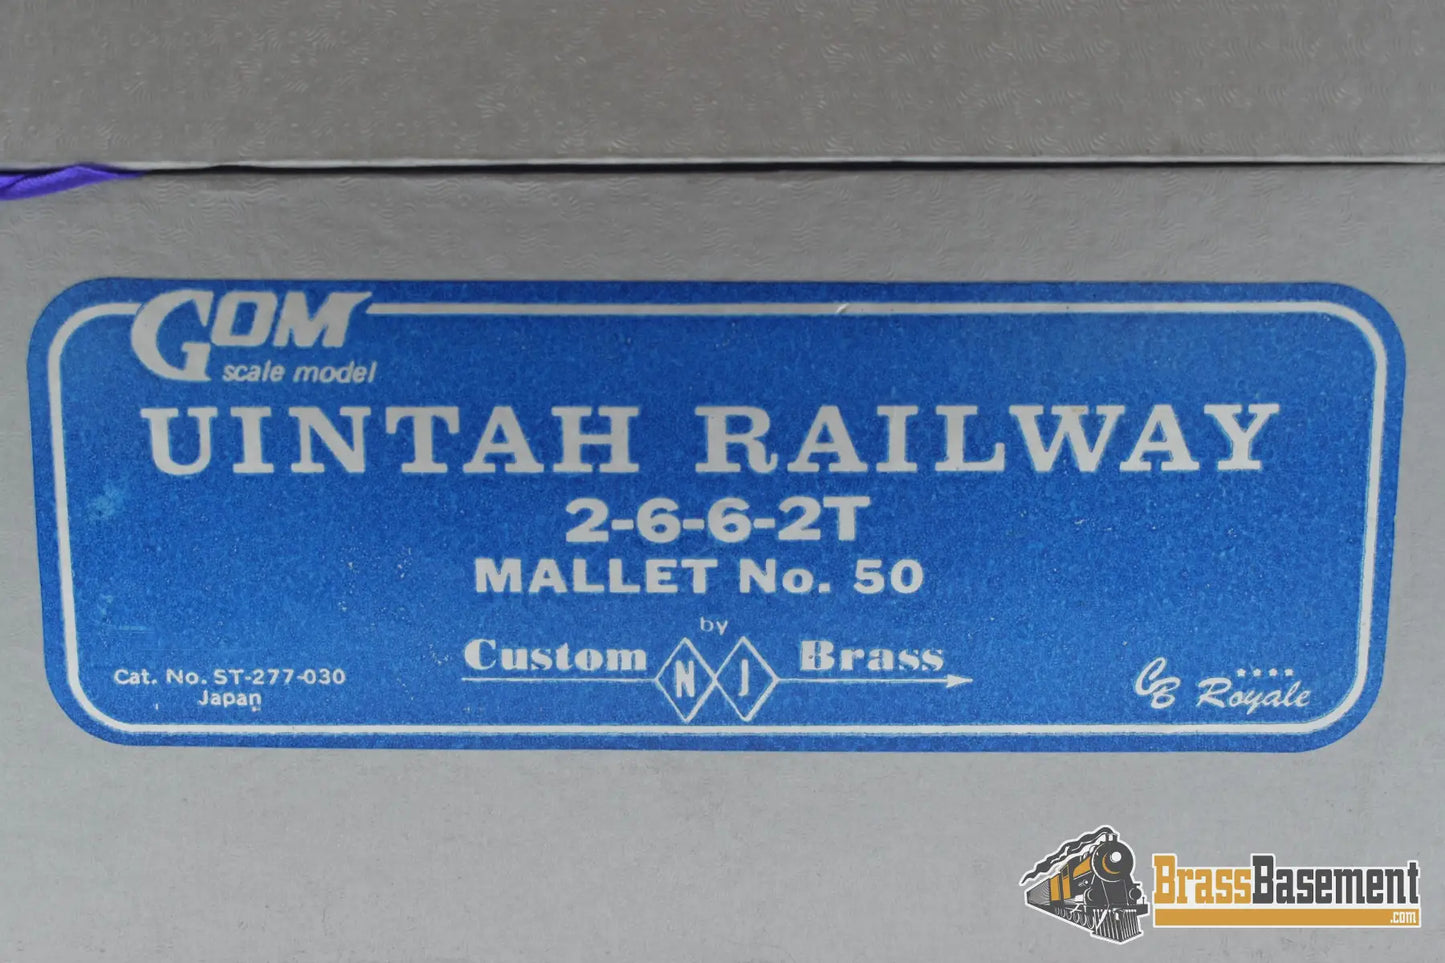 GOM
scale model
UINTAH RAILWAY
2-6-6-2T
MALLET No. 50
by
Custom NJ Brass
Cat. No. ST-277-030
Japan
CB Royale
BrassBasement
.com